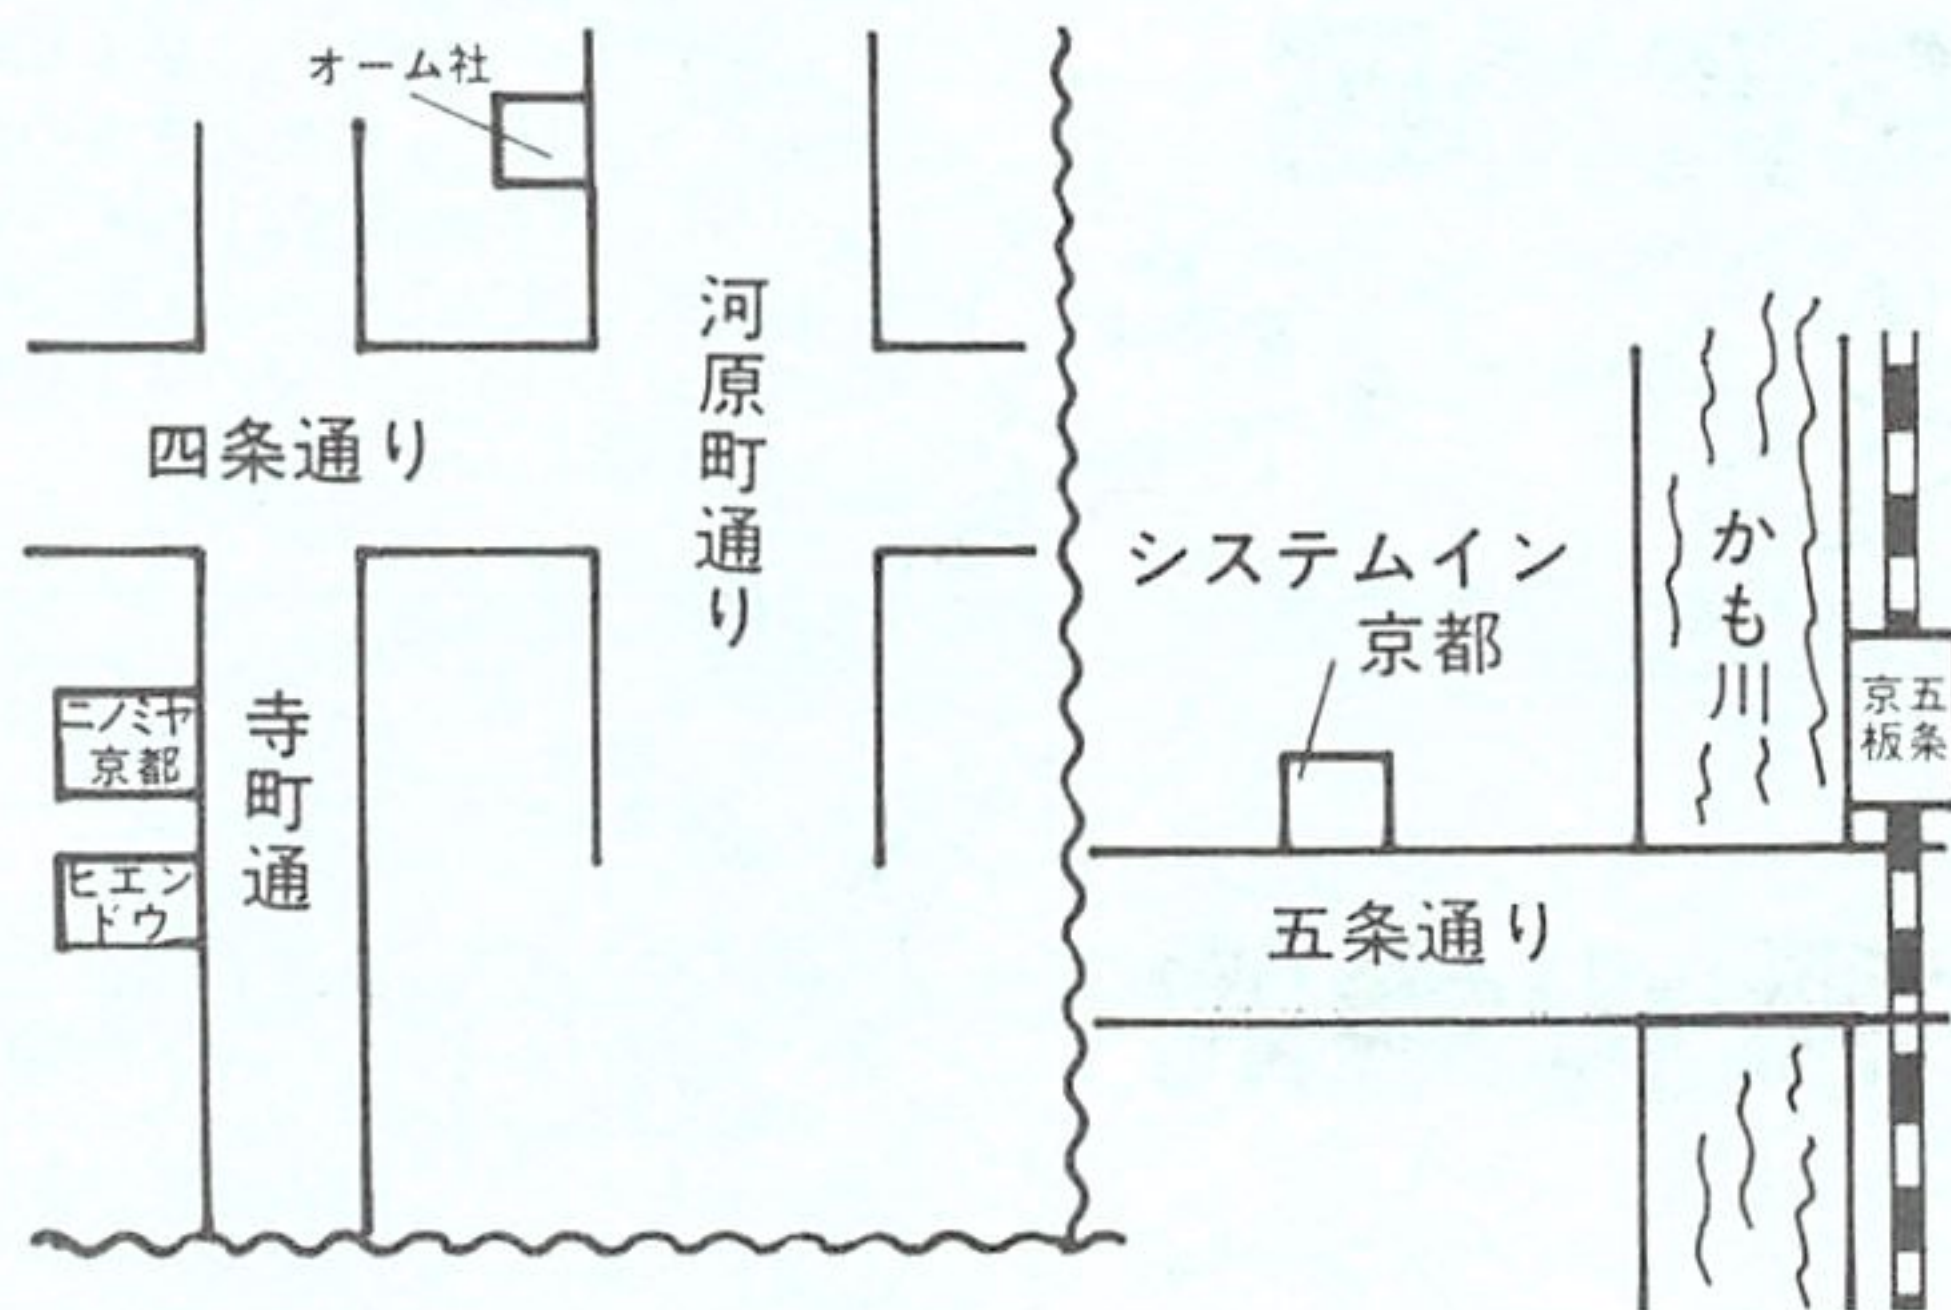 オーム社
四条通り
河原町通り
ニノミヤ
京都
ヒエン
ドウ
寺町通
システムイン
京都
かも川
五条
京板
五条通り